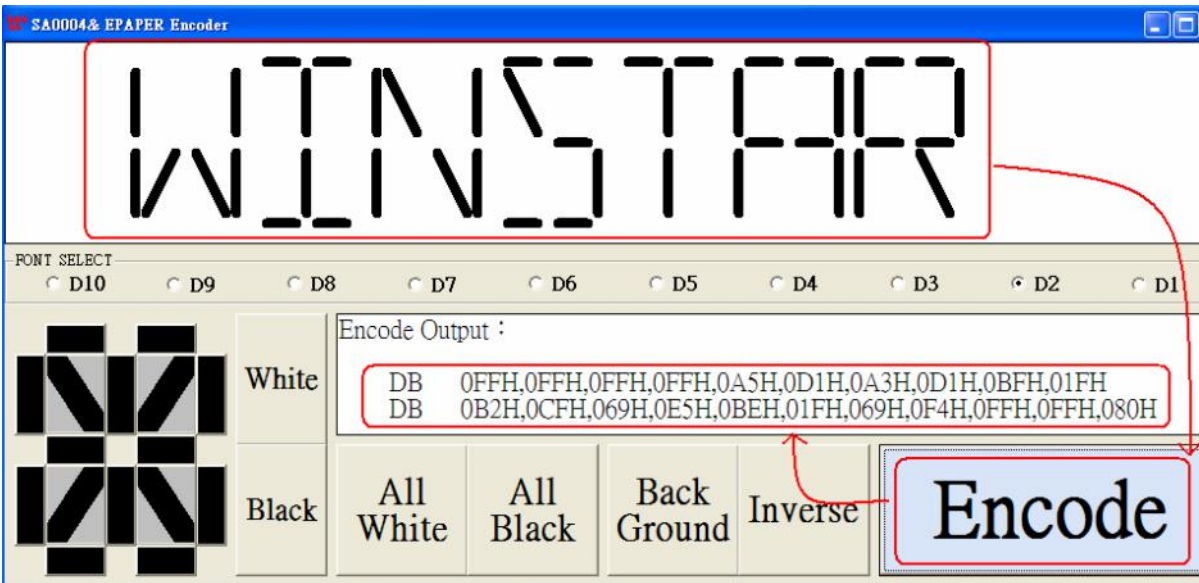 SA0004& EPAPER Encoder
WINSTAR
FONT SELECT
D10 D9 D8 D7 D6 D5 D4 D3 D2 D1
Encode Output：
DB 0FFH,0FFH,0FFH,0FFH,0A5H,0D1H,0A3H,0D1H,0BFH,01FH
DB 0B2H,0CFH,069H,0E5H,0BEH,01FH,069H,0F4H,0FFH,0FFH,080H
White
Black
All
White
All
Black
Back
Ground
Inverse
Encode